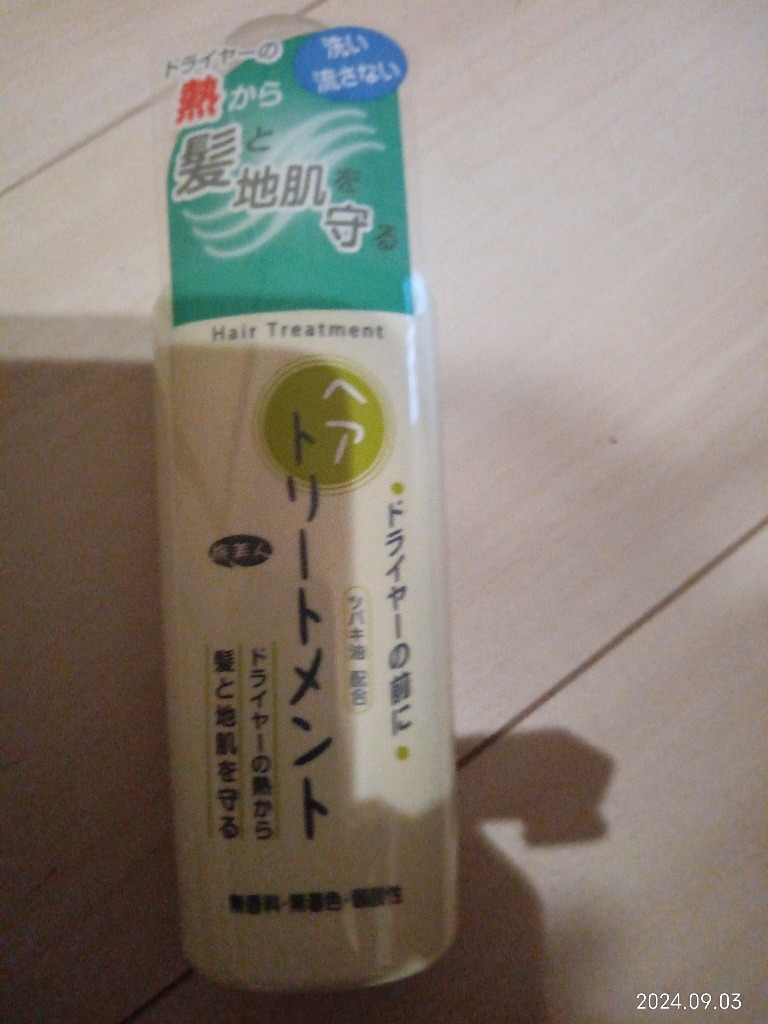 洗い
流さない
ドライヤーの
熱から
髪と
地肌を
守る
Hair Treatment
ヘア
トリートメント
・ドライヤーの前に・
ツバキ油 配合
ドライヤーの熱から
髪と地肌を守る
無香料・無着色・弱酸性
2024.09.03